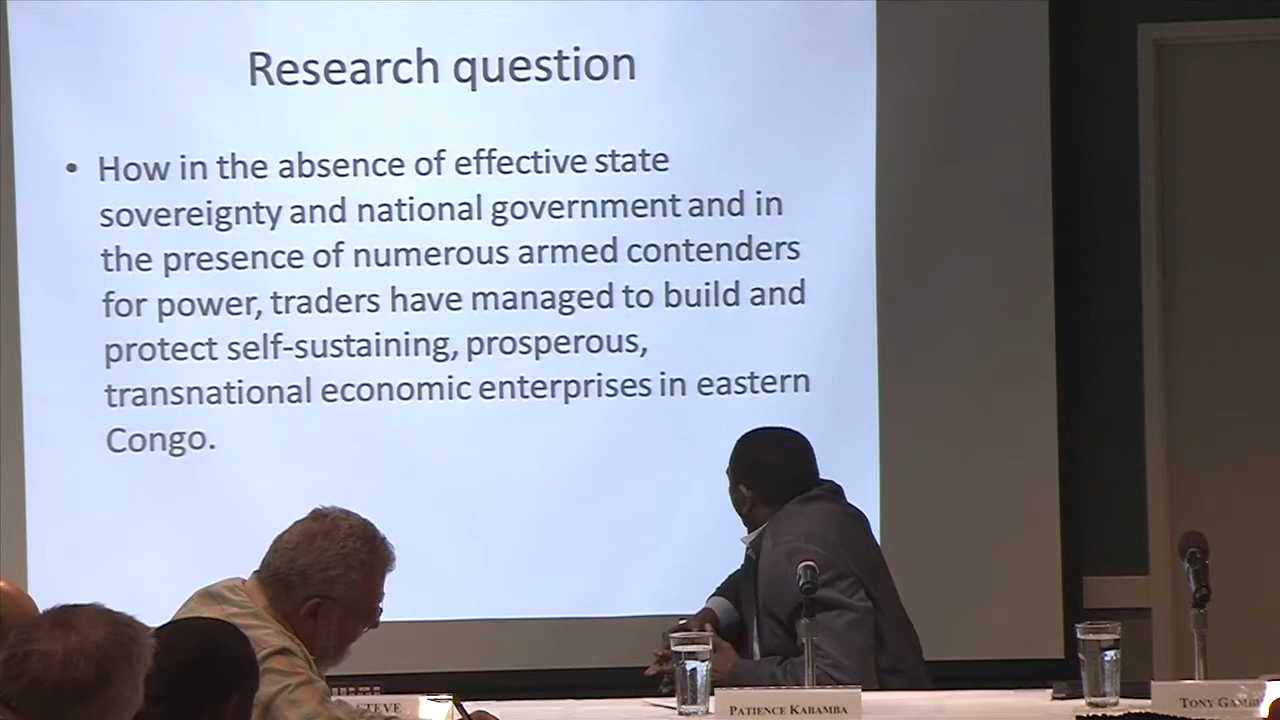 Research question
• How in the absence of effective state
sovereignty and national government and in
the presence of numerous armed contenders
for power, traders have managed to build and
protect self-sustaining, prosperous,
transnational economic enterprises in eastern
Congo.
STEVE
PATIENCE KABAMBA
TONY